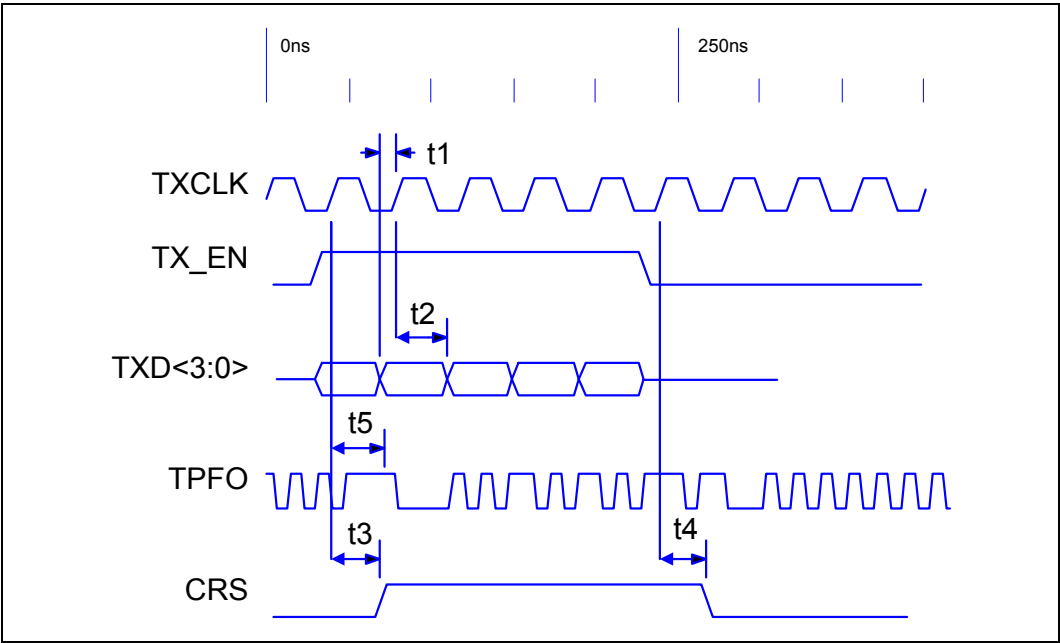 0ns 250ns
t1
TXCLK
TX_EN
t2
TXD<3:0>
t5
TPFO
t3 t4
CRS